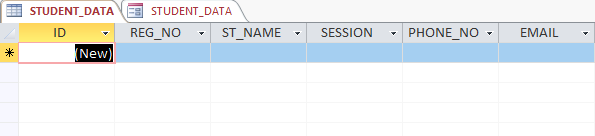 STUDENT_DATA STUDENT_DATA
ID REG_NO ST_NAME SESSION PHONE_NO EMAIL
* (New)